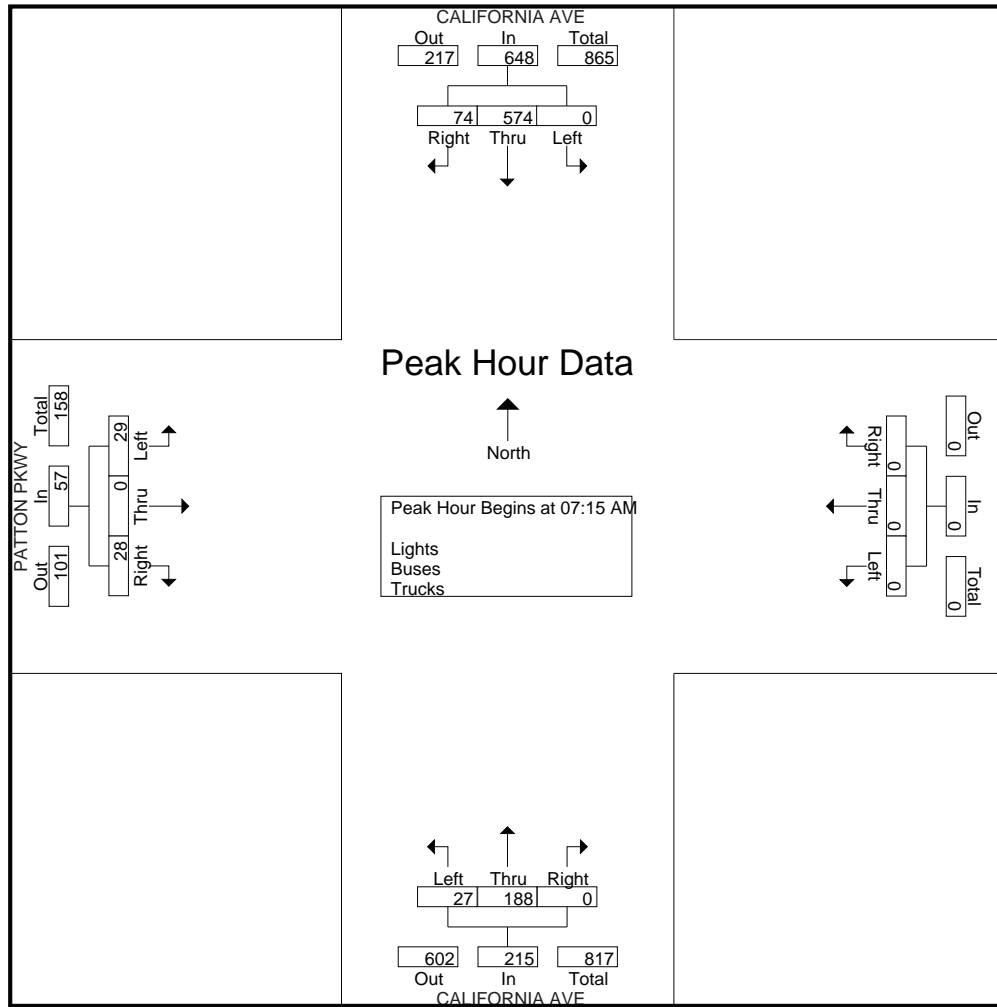 CALIFORNIA AVE
Out In Total
217 648 865
74 574 0
Right Thru Left
Peak Hour Data
North
Peak Hour Begins at 07:15 AM
Lights
Buses
Trucks
PATTON PKWY
Total In Out
158 57 101
29 0 28
Left Thru Right
Right Thru Left
0 0 0
0 0 0
Out In Total
Left Thru Right
27 188 0
602 215 817
Out In Total
CALIFORNIA AVE